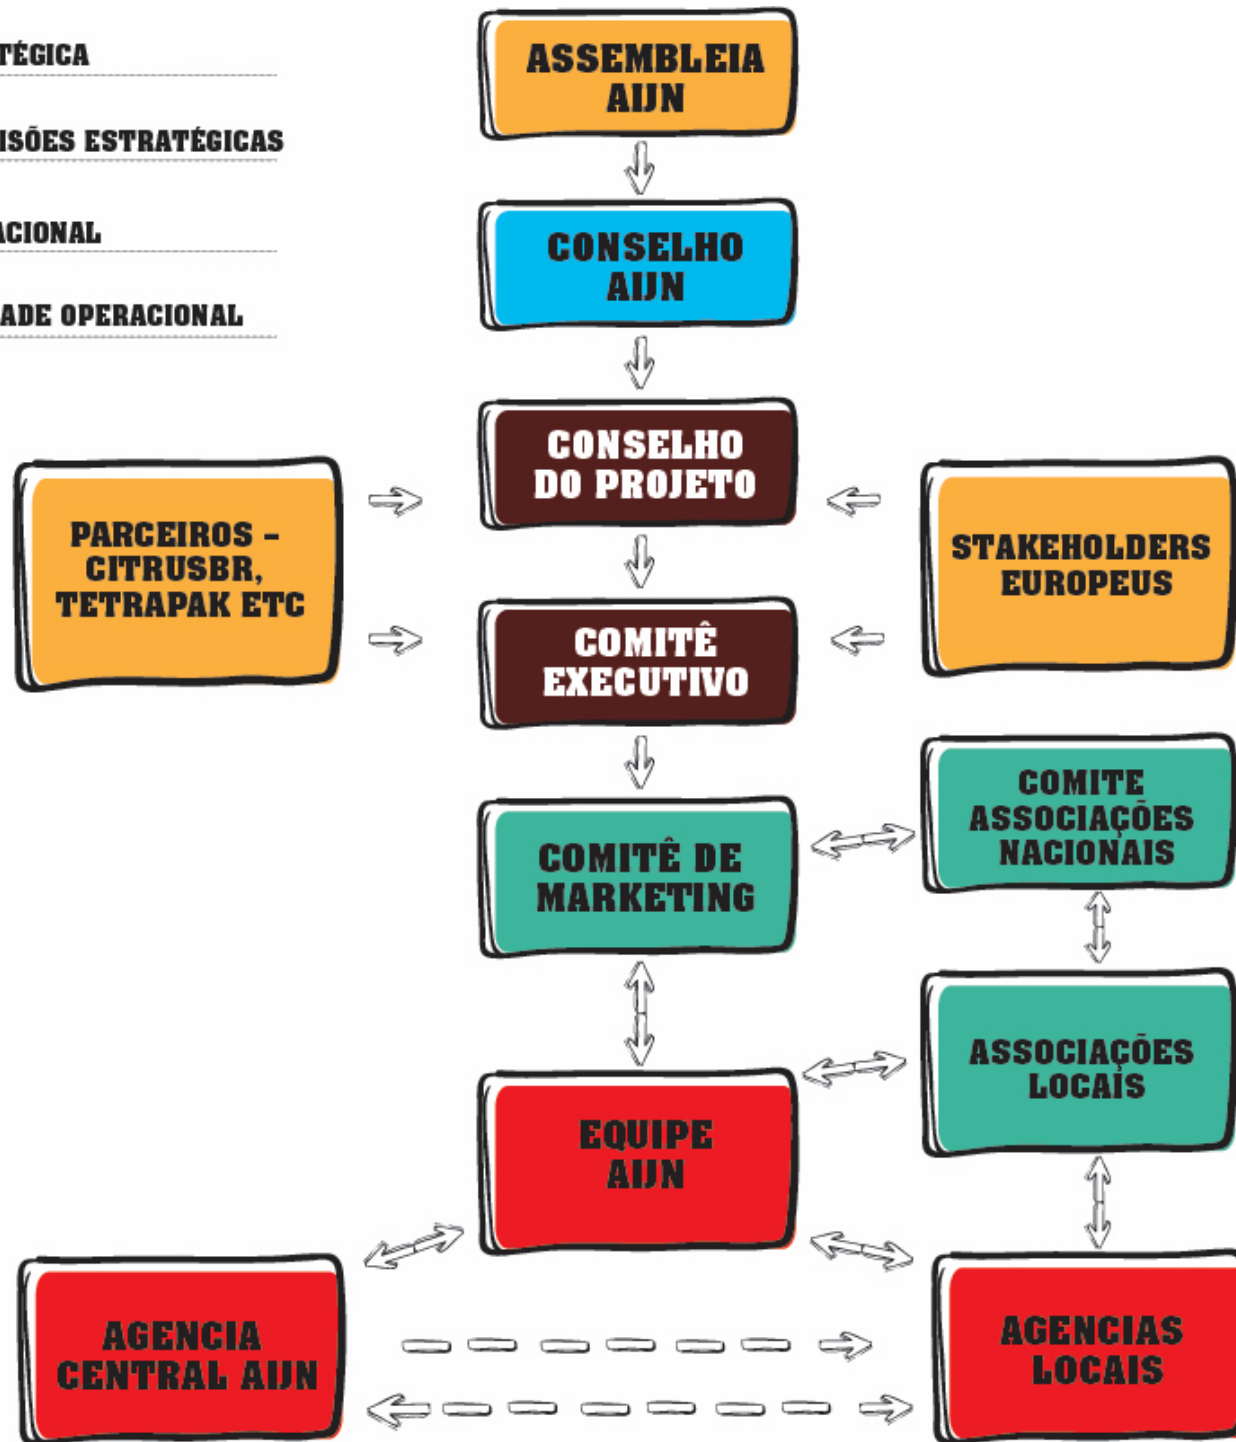 TÉGICA
ISÕES ESTRATÉGICAS
ACIONAL
ADE OPERACIONAL
ASSEMBLEIA
AIJN
CONSELHO
AIJN
CONSELHO
DO PROJETO
PARCEIROS –
CITRUSBR,
TETRAPAK ETC
STAKEHOLDERS
EUROPEUS
COMITÊ
EXECUTIVO
COMITE
ASSOCIAÇÕES
NACIONAIS
COMITÊ DE
MARKETING
ASSOCIAÇÕES
LOCAIS
EQUIPE
AIJN
AGENCIA
CENTRAL AIJN
AGENCIAS
LOCAIS